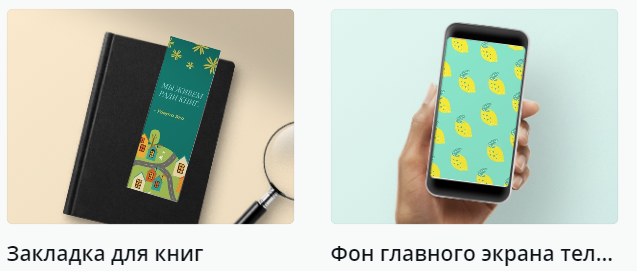 МЫ ЖИВЕМ
РАДИ КНИГ
Закладка для книг
Фон главного экрана тел...